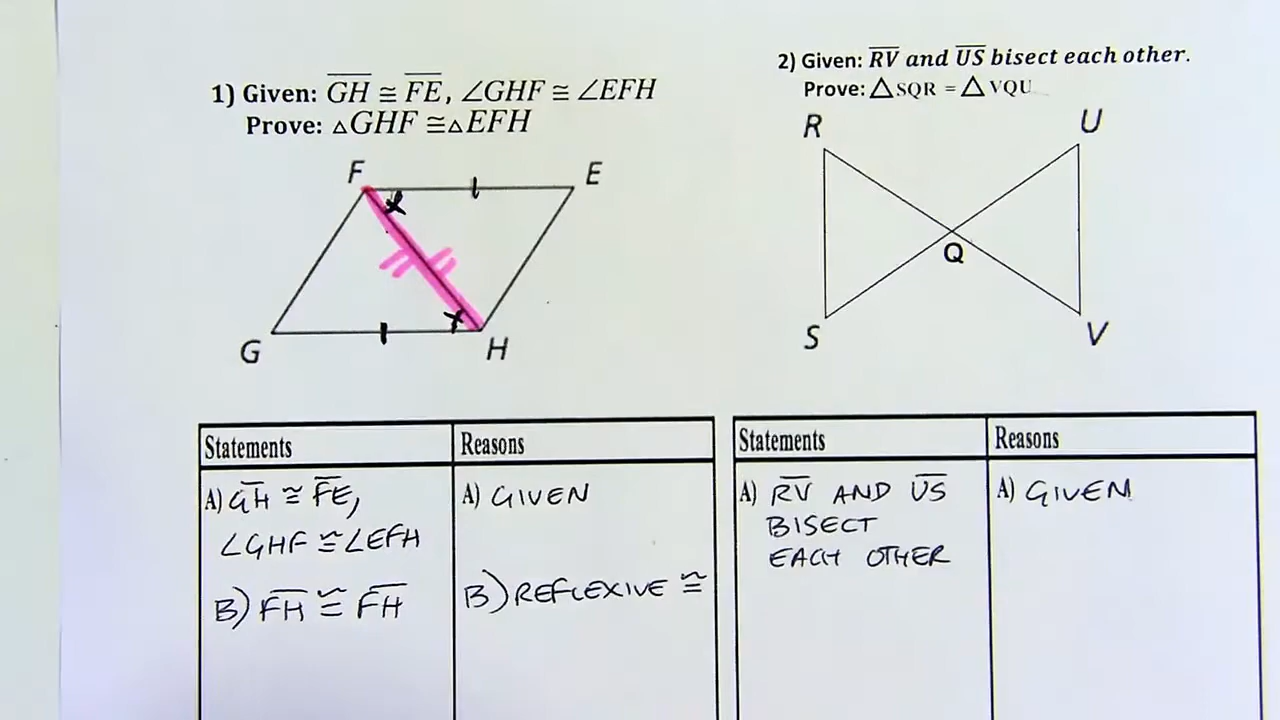 1) Given: GH ≅ FE, ∠GHF ≅ ∠EFH
Prove: △GHF ≅△EFH
F
E
G
H
Statements
Reasons
A) GH ≅ FE,
∠GHF ≅ ∠EFH
A) GIVEN
B) FH ≅ FH
B) REFLEXIVE ≅
2) Given: RV and US bisect each other.
Prove: △SQR = △VQU
R
U
Q
S
V
Statements
Reasons
A) RV AND US
BISECT
EACH OTHER
A) GIVEN